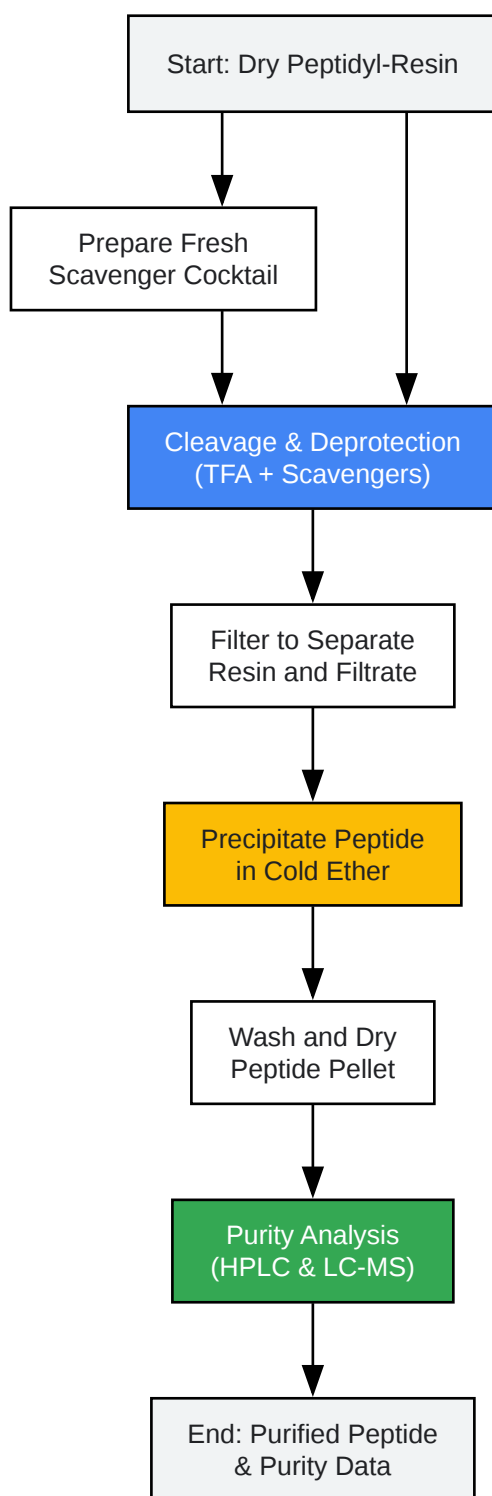 Start: Dry Peptidyl-Resin
Prepare Fresh
Scavenger Cocktail
Cleavage & Deprotection
(TFA + Scavengers)
Filter to Separate
Resin and Filtrate
Precipitate Peptide
in Cold Ether
Wash and Dry
Peptide Pellet
Purity Analysis
(HPLC & LC-MS)
End: Purified Peptide
& Purity Data